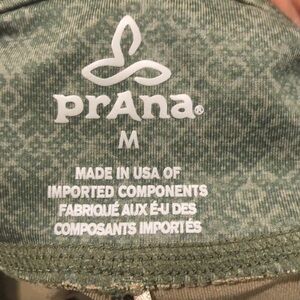 prAna®
M
MADE IN USA OF
IMPORTED COMPONENTS
FABRIQUÉ AUX É-U DES
COMPOSANTS IMPORTÉS